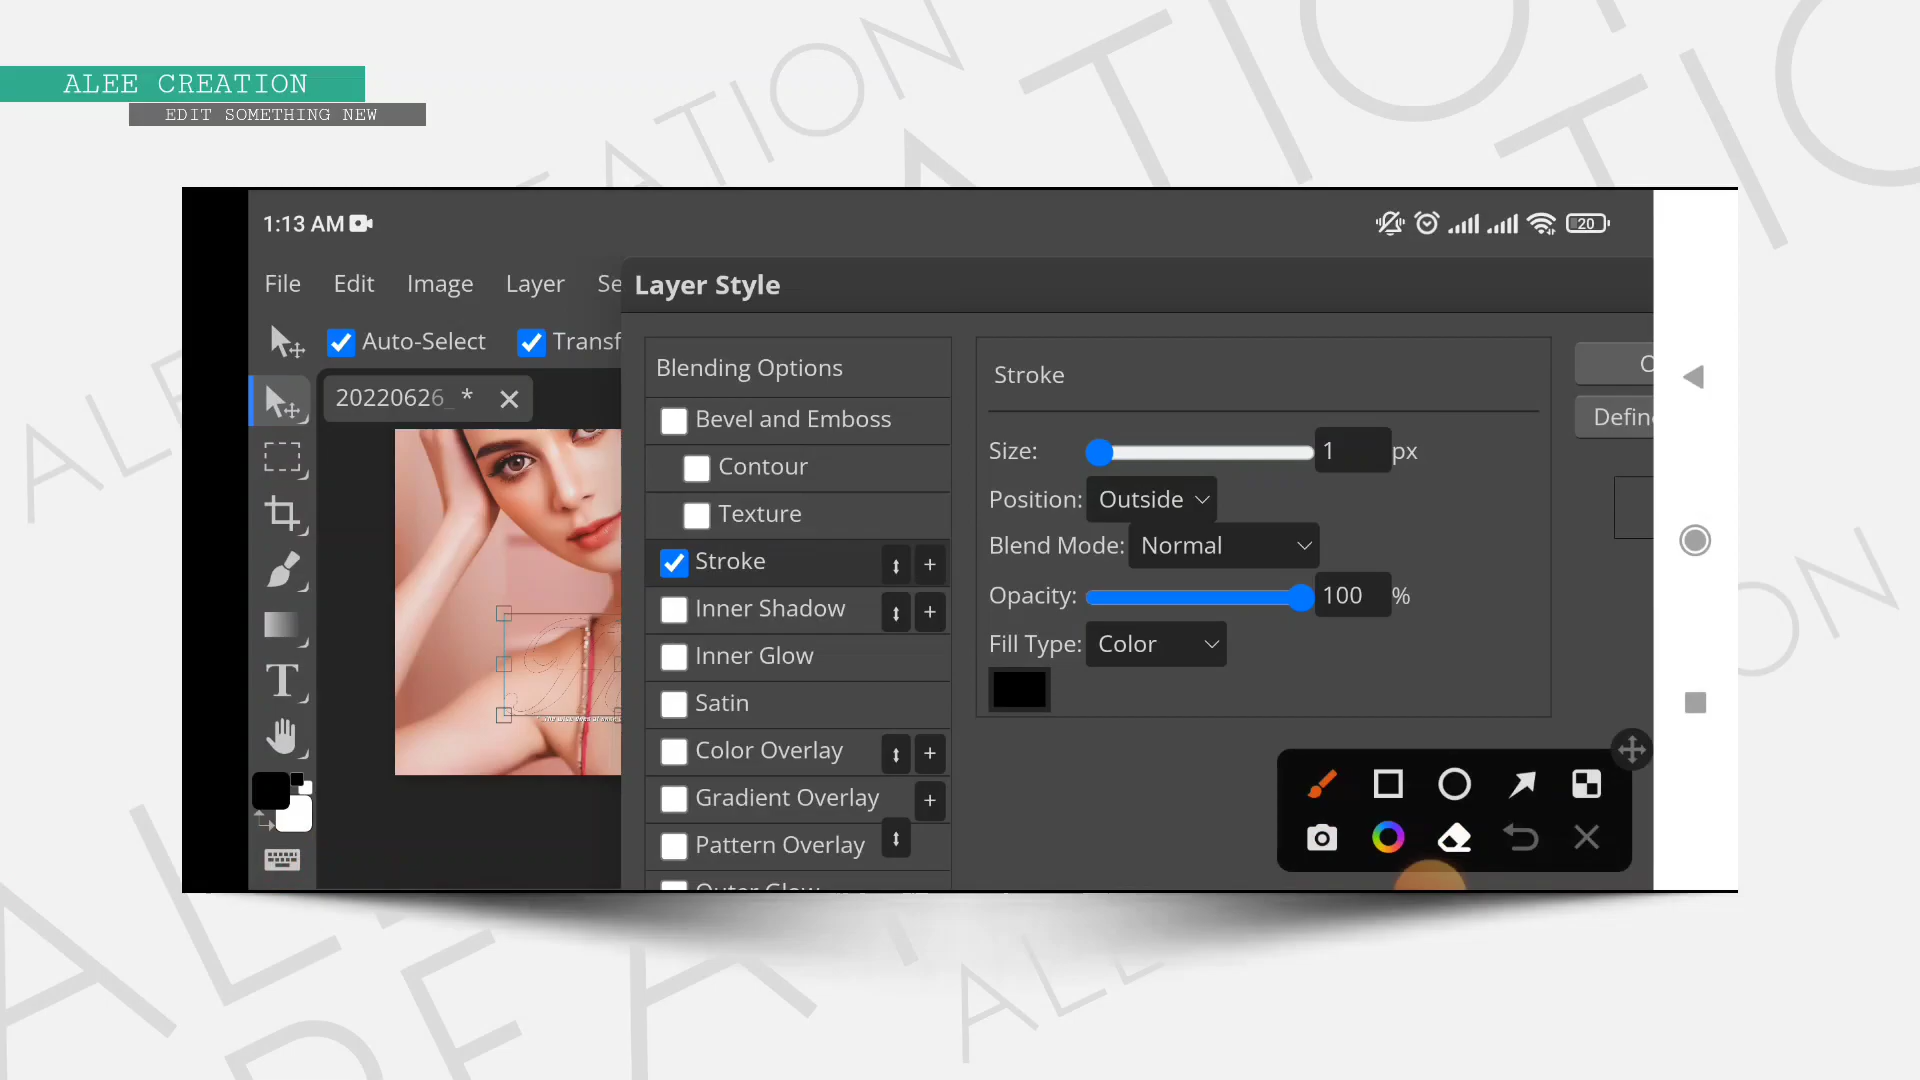 ALEE CREATION
EDIT SOMETHING NEW
1:13 AM
20
File Edit Image Layer Se
Layer Style
Auto-Select Transf
20220626_ *
Blending Options
Bevel and Emboss
Contour
Texture
Stroke
Inner Shadow
Inner Glow
Satin
Color Overlay
Gradient Overlay
Pattern Overlay
Outer Glow
Stroke
Size: 1 px
Position: Outside
Blend Mode: Normal
Opacity: 100 %
Fill Type: Color
O
Defin